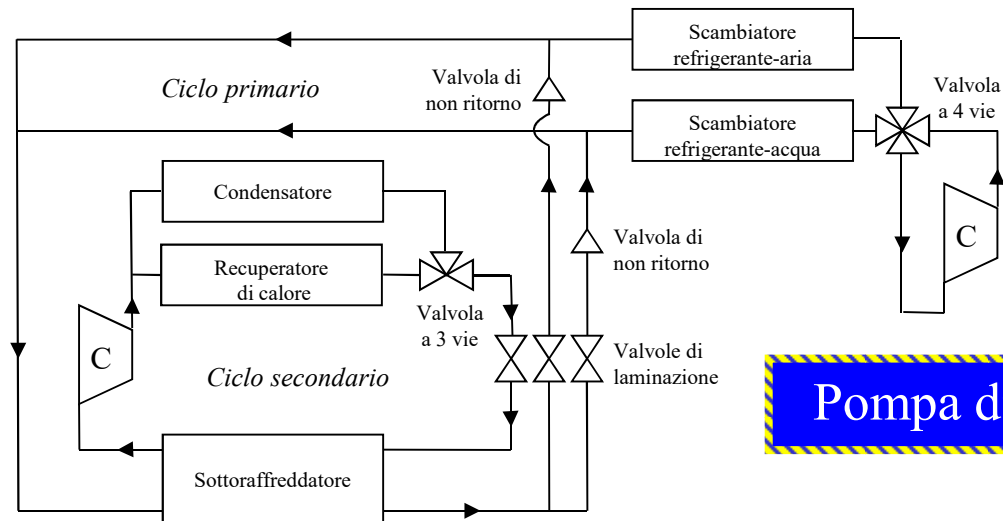 Scambiatore
refrigerante-aria
Valvola di
non ritorno
Ciclo primario
Valvola
a 4 vie
Scambiatore
refrigerante-acqua
Condensatore
C
Valvola di
non ritorno
Recuperatore
di calore
Valvola
a 3 vie
C
Valvole di
laminazione
Ciclo secondario
Pompa d
Sottoraffreddatore